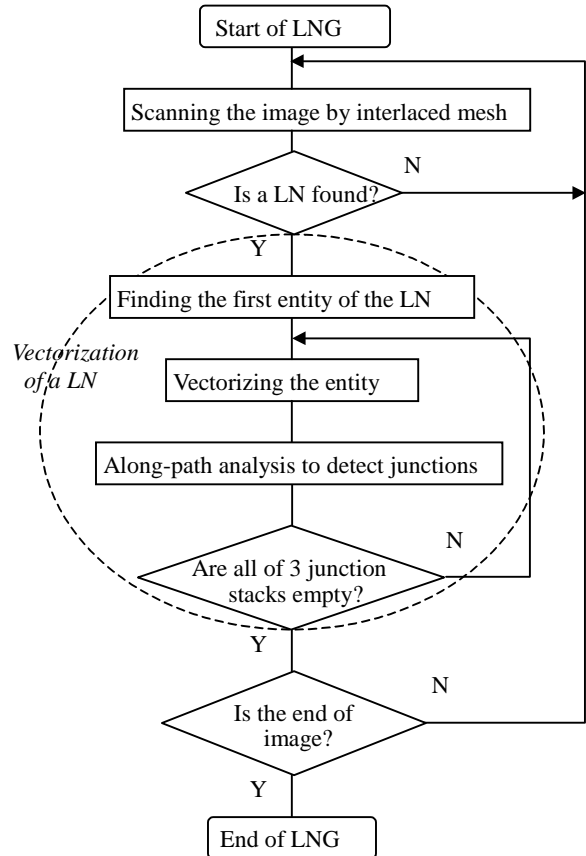 Start of LNG
Scanning the image by interlaced mesh
N
Is a LN found?
Y
Finding the first entity of the LN
Vectorization
of a LN
Vectorizing the entity
Along-path analysis to detect junctions
N
Are all of 3 junction
stacks empty?
Y
N
Is the end of
image?
Y
End of LNG